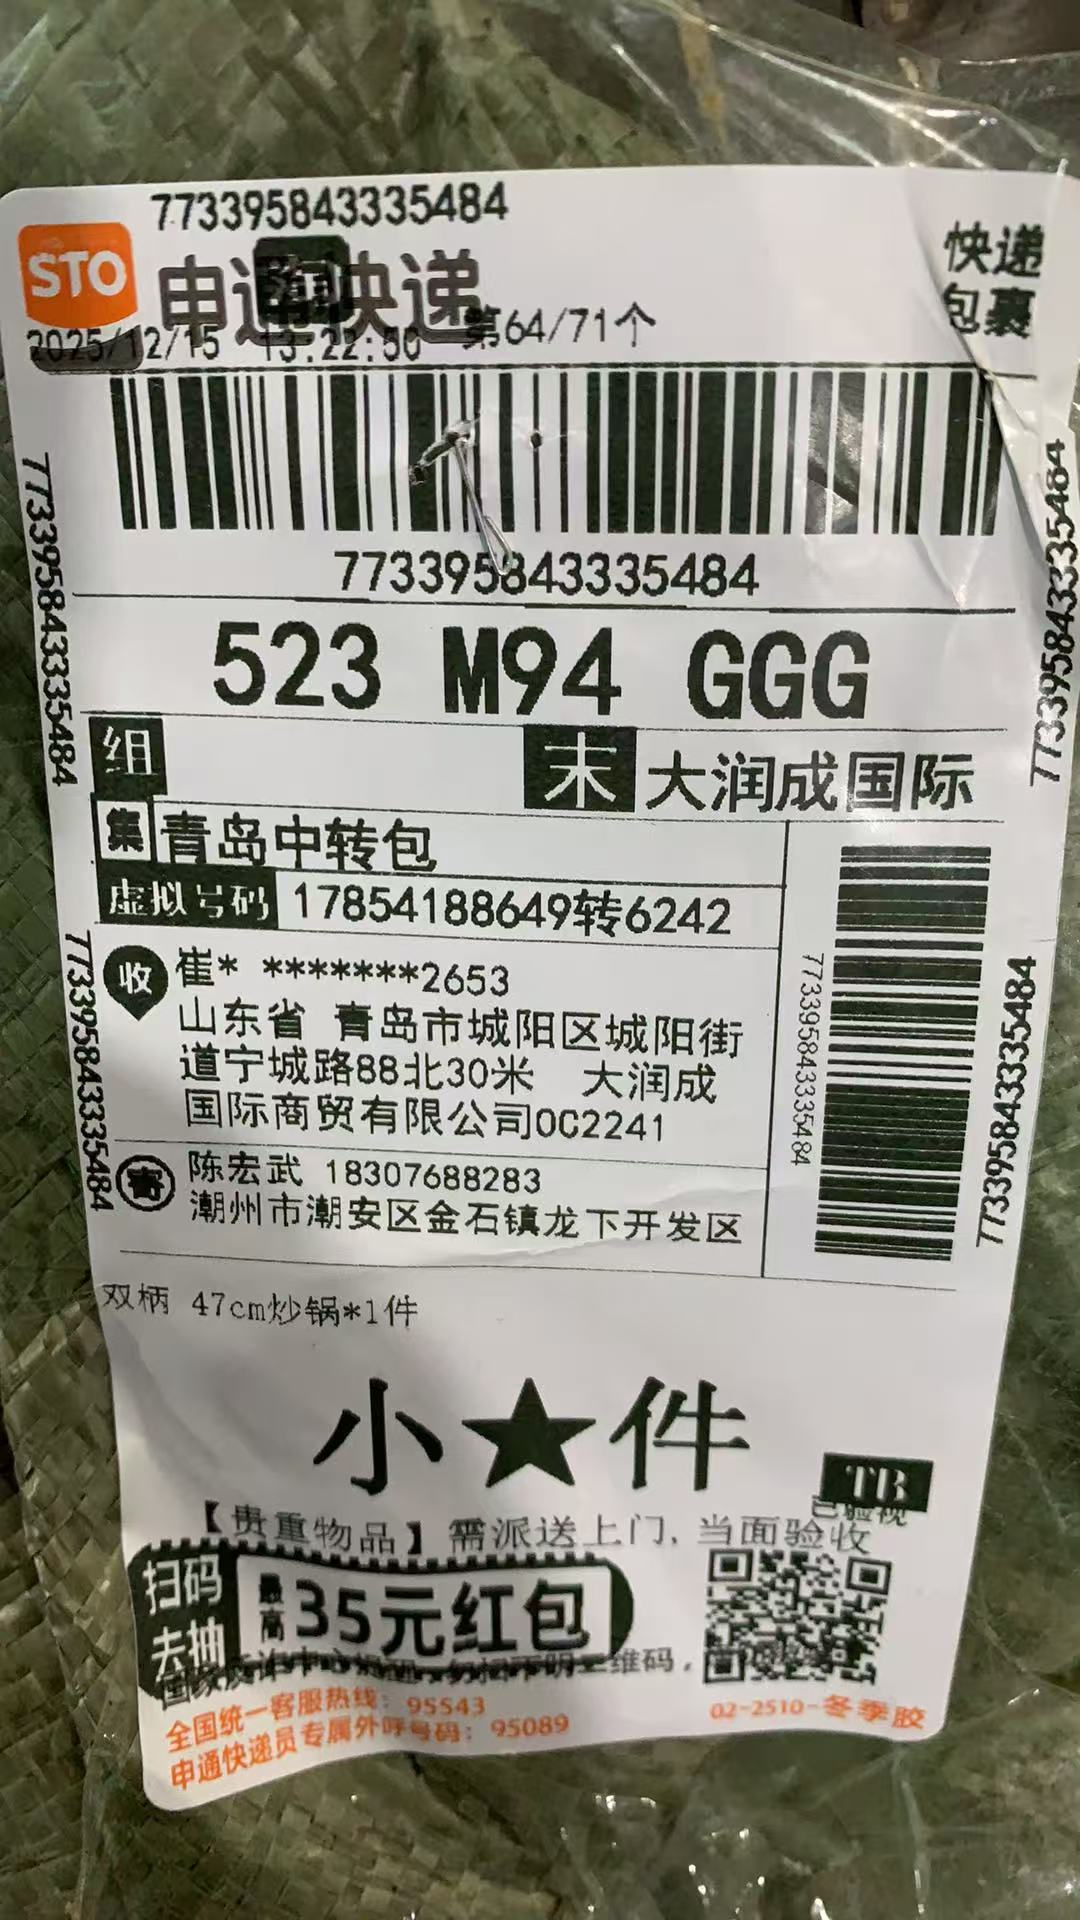 773395843335484
STO
申通快递
快递
包裹
2025/12/15 13:22:50 第64/71个
773395843335484
773395843335484
773395843335484
523 M94 GGG
组
末 大润成国际
集 青岛中转包
虚拟号码 17854188649转6242
收 崔* *******2653
山东省 青岛市城阳区城阳街
道宁城路88北30米 大润成
国际商贸有限公司0C2241
773395843335484
773395843335484
773395843335484
寄 陈宏武 18307688283
潮州市潮安区金石镇龙下开发区
双柄 47cm炒锅*1件
小★件
TB
已验视
【贵重物品】需派送上门,当面验收
扫码
去抽
最高35元红包
全国统一客服热线：95543
申通快递员专属外呼号码：95089
02-2510-冬季胶